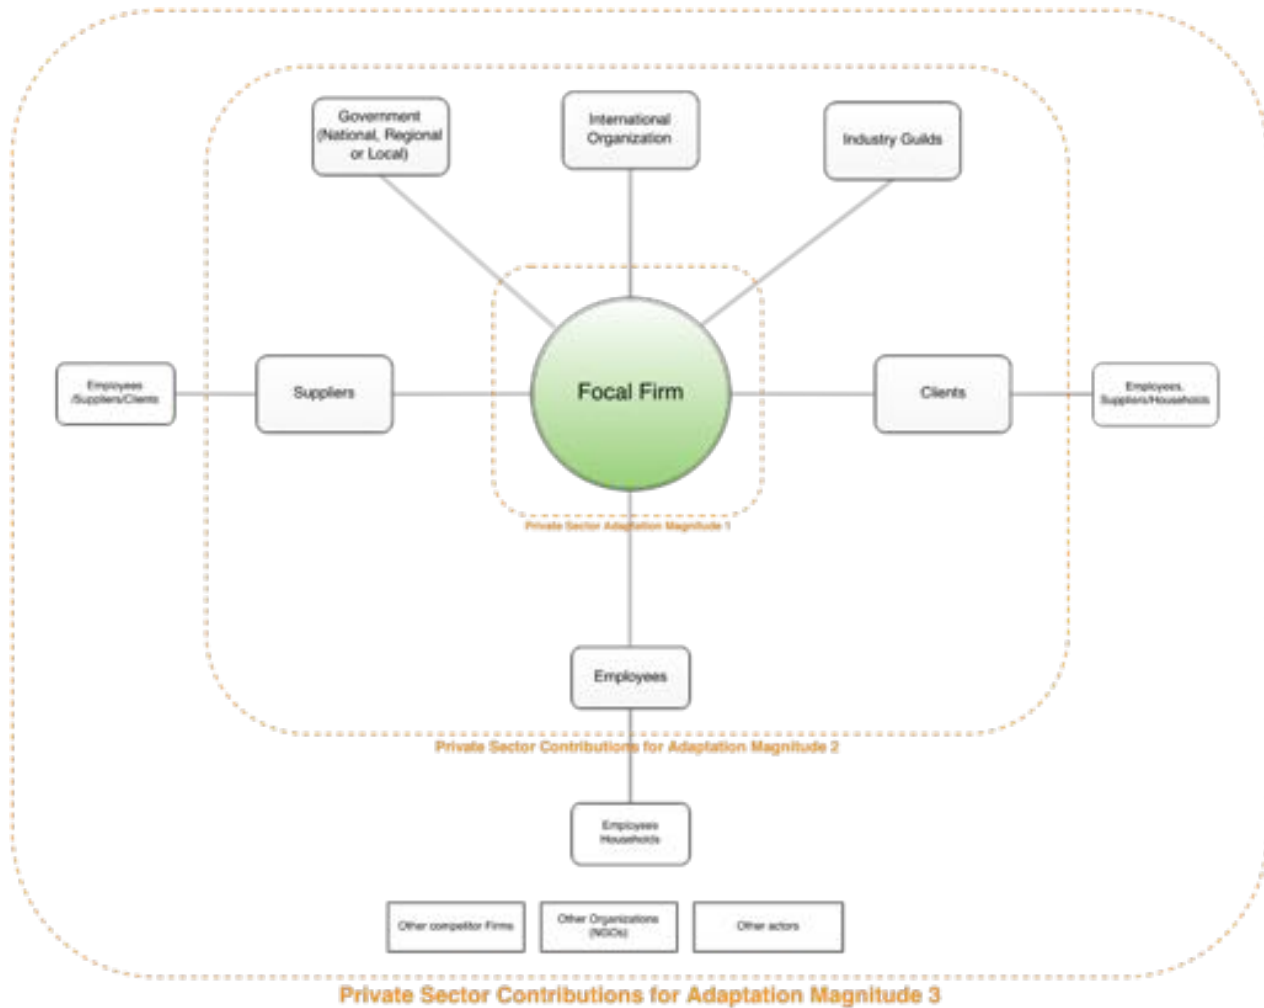 Government
(National, Regional
or Local)
International
Organization
Industry Guilds
Employees
/Suppliers/Clients
Suppliers
Focal Firm
Clients
Employees,
Suppliers/Households
Private Sector Adaptation Magnitude 1
Employees
Private Sector Contributions for Adaptation Magnitude 2
Employees
Households
Other competitor Firms
Other Organizations
(NGOs)
Other actors
Private Sector Contributions for Adaptation Magnitude 3